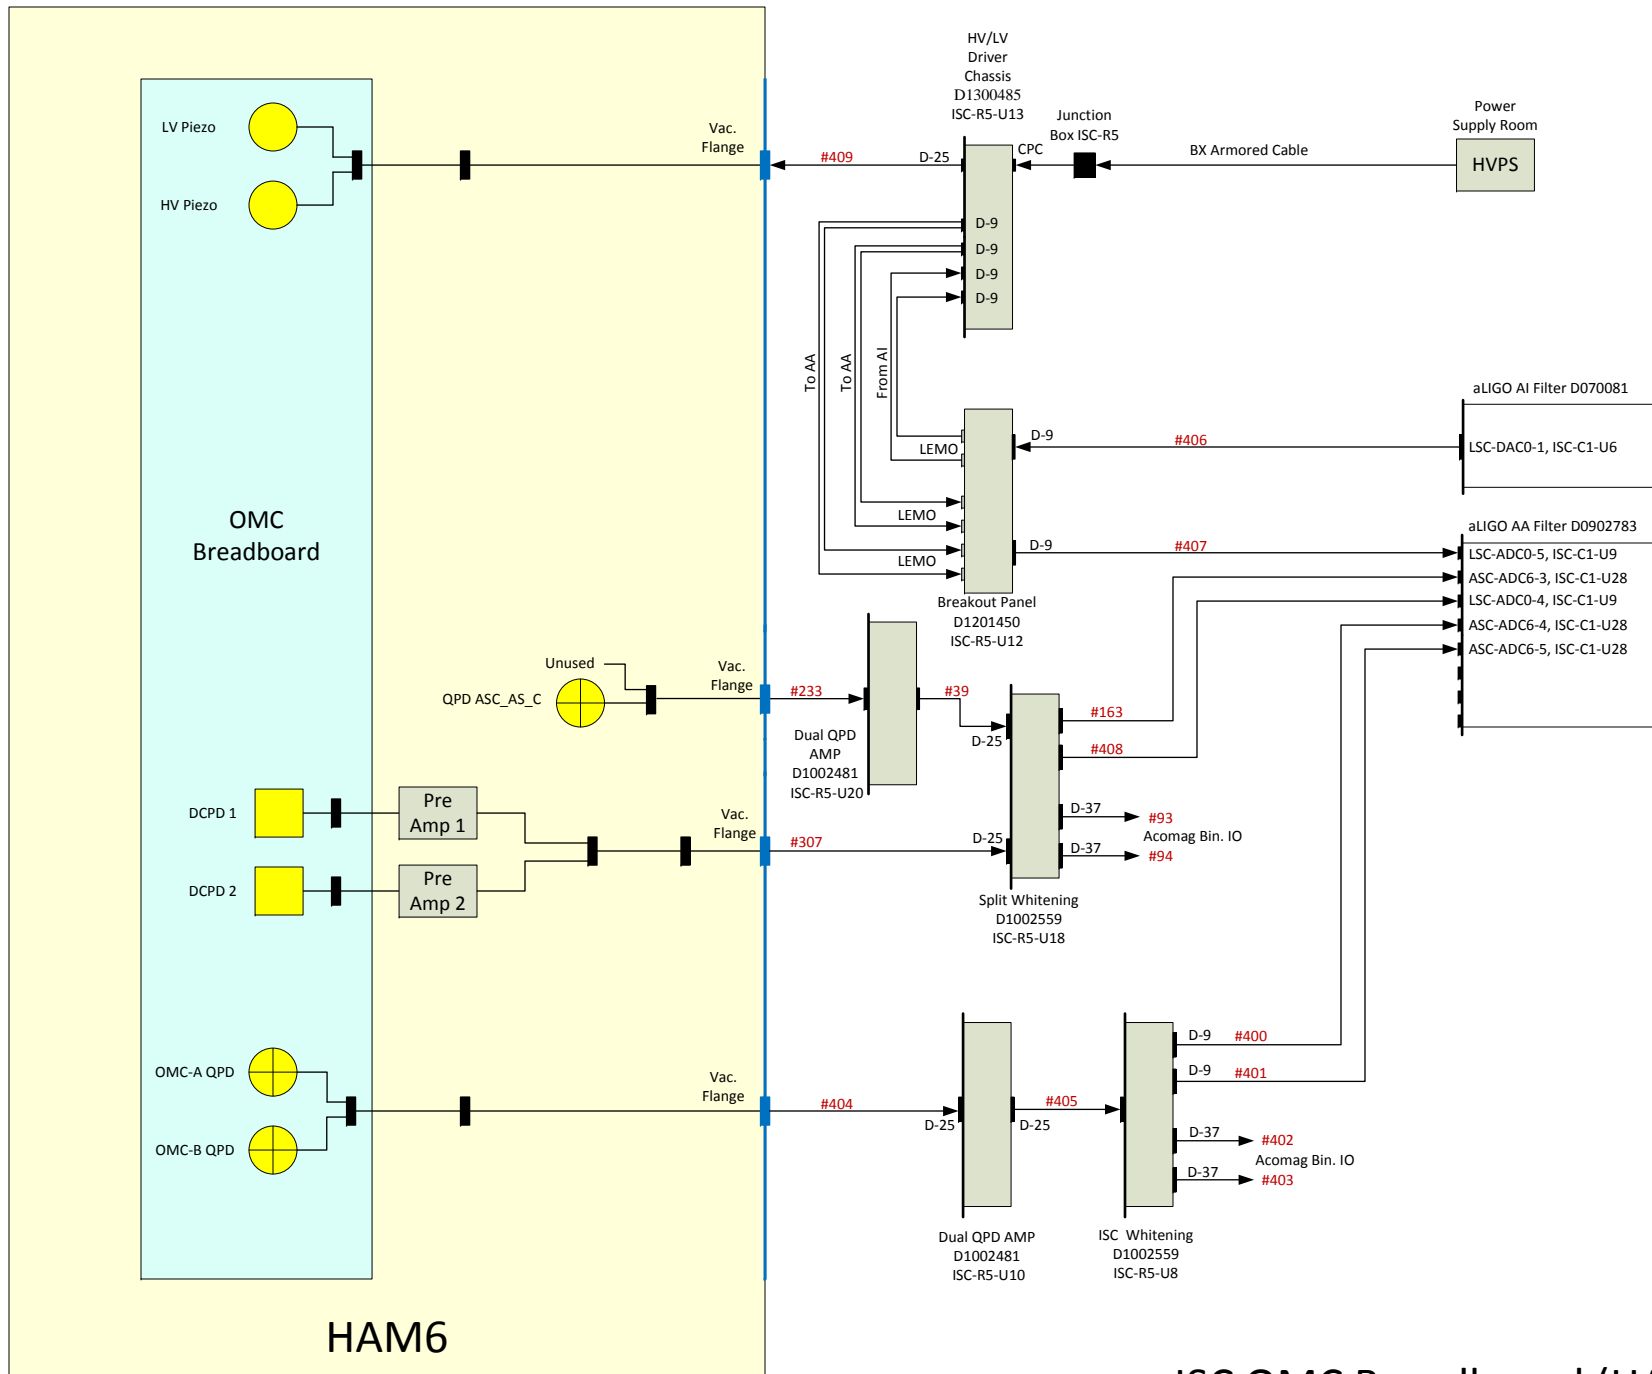 HV/LV
Driver
Chassis
D1300485
ISC-R5-U13
Junction
Box ISC-R5
Power
Supply Room
LV Piezo
HV Piezo
Vac.
Flange
#409
D-25
CPC
BX Armored Cable
HVPS
D-9
D-9
D-9
D-9
To AA
To AA
From AI
aLIGO AI Filter D070081
LEMO
D-9
#406
LSC-DAC0-1, ISC-C1-U6
OMC
Breadboard
LEMO
LEMO
D-9
#407
aLIGO AA Filter D0902783
LSC-ADC0-5, ISC-C1-U9
ASC-ADC6-3, ISC-C1-U28
LSC-ADC0-4, ISC-C1-U9
ASC-ADC6-4, ISC-C1-U28
ASC-ADC6-5, ISC-C1-U28
Breakout Panel
D1201450
ISC-R5-U12
Unused
QPD ASC_AS_C
Vac.
Flange
#233
#39
D-25
#163
#408
Dual QPD
AMP
D1002481
ISC-R5-U20
DCPD 1
Pre
Amp 1
Vac.
Flange
#307
D-25
D-37
#93
Acomag Bin. IO
D-37
#94
DCPD 2
Pre
Amp 2
Split Whitening
D1002559
ISC-R5-U18
OMC-A QPD
OMC-B QPD
Vac.
Flange
#404
D-25
#405
D-25
D-9
#400
D-9
#401
D-37
#402
Acomag Bin. IO
D-37
#403
Dual QPD AMP
D1002481
ISC-R5-U10
ISC  Whitening
D1002559
ISC-R5-U8
HAM6